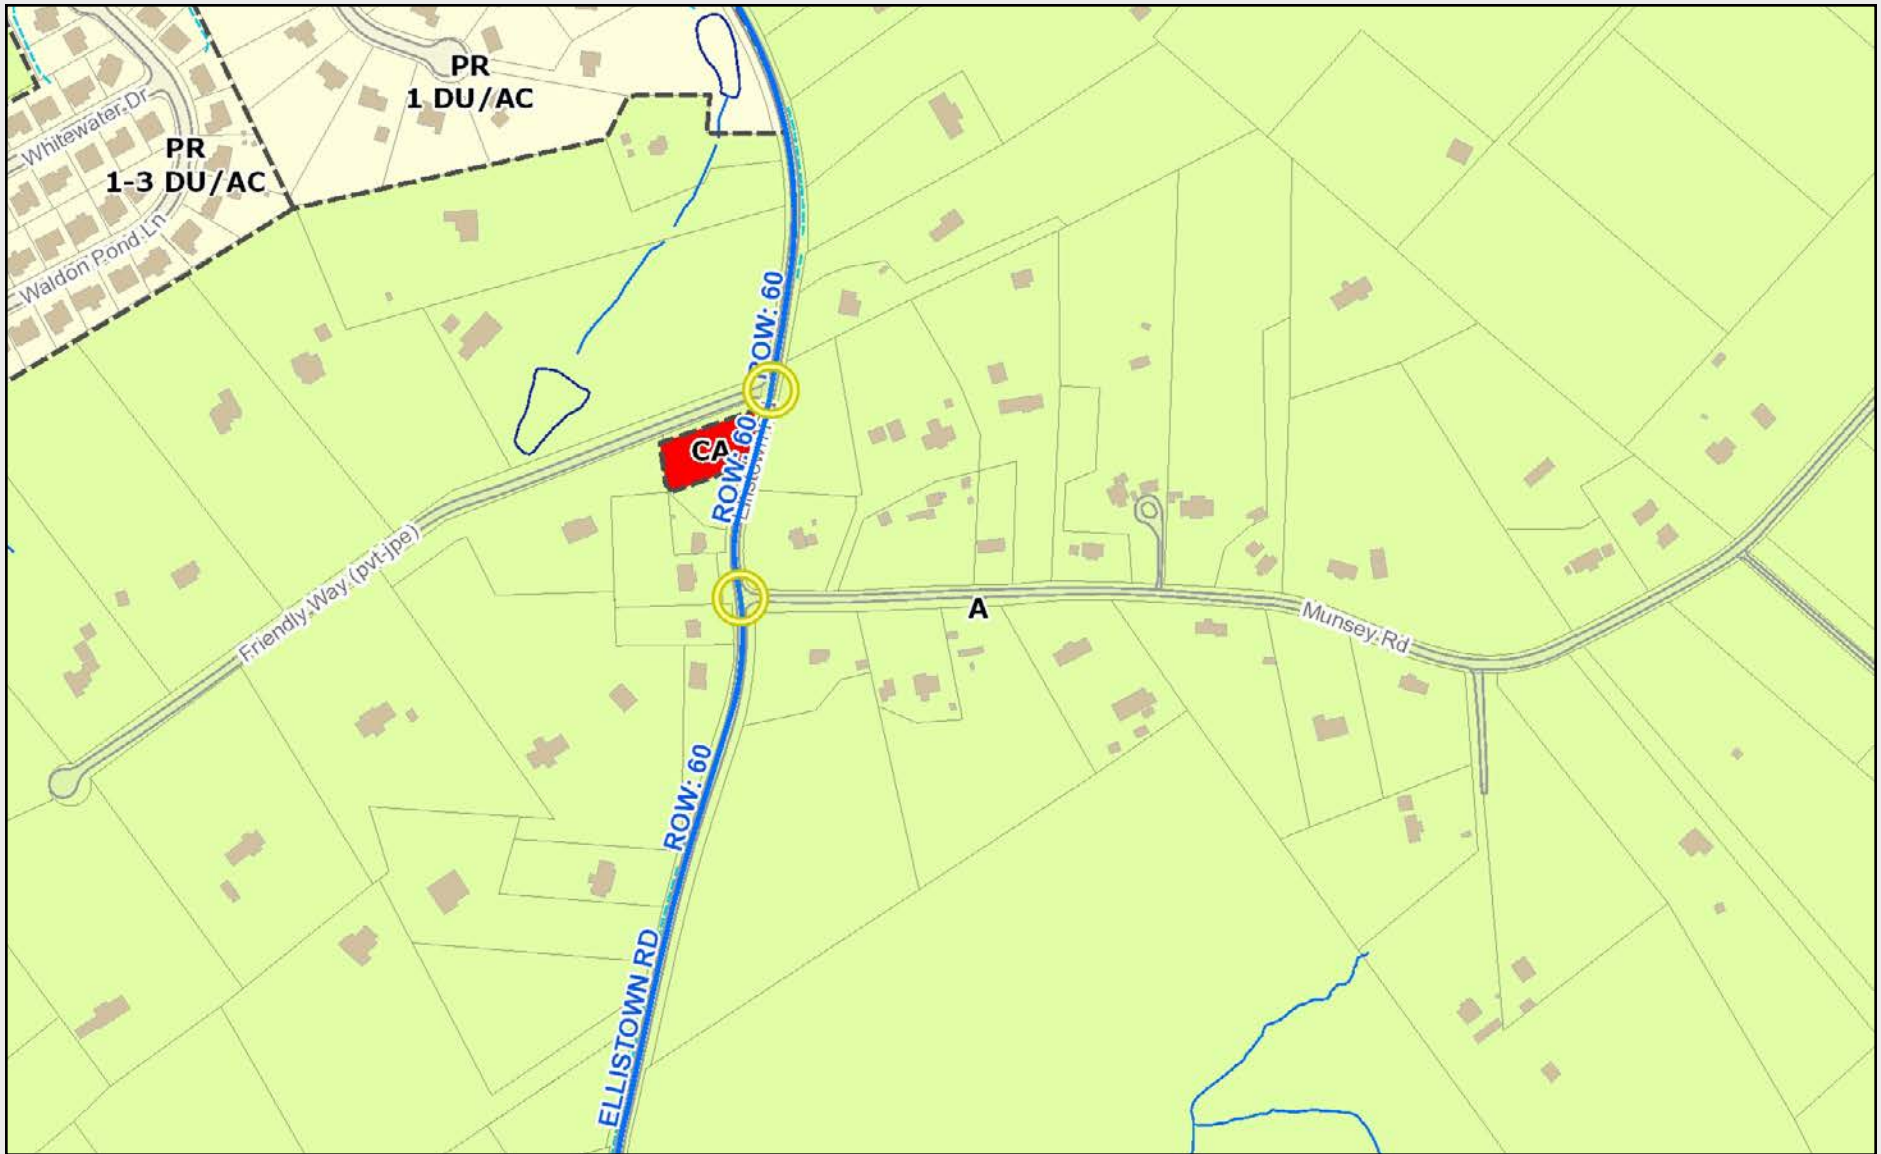 PR
1 DU/AC
Whitewater Dr
PR
1-3 DU/AC
Waldon Pond Ln
ROW: 60
CA
ROW: 60
Friendly Way (pvt-jpe)
A
Munsey Rd
ROW: 60
ELLISTOWN RD